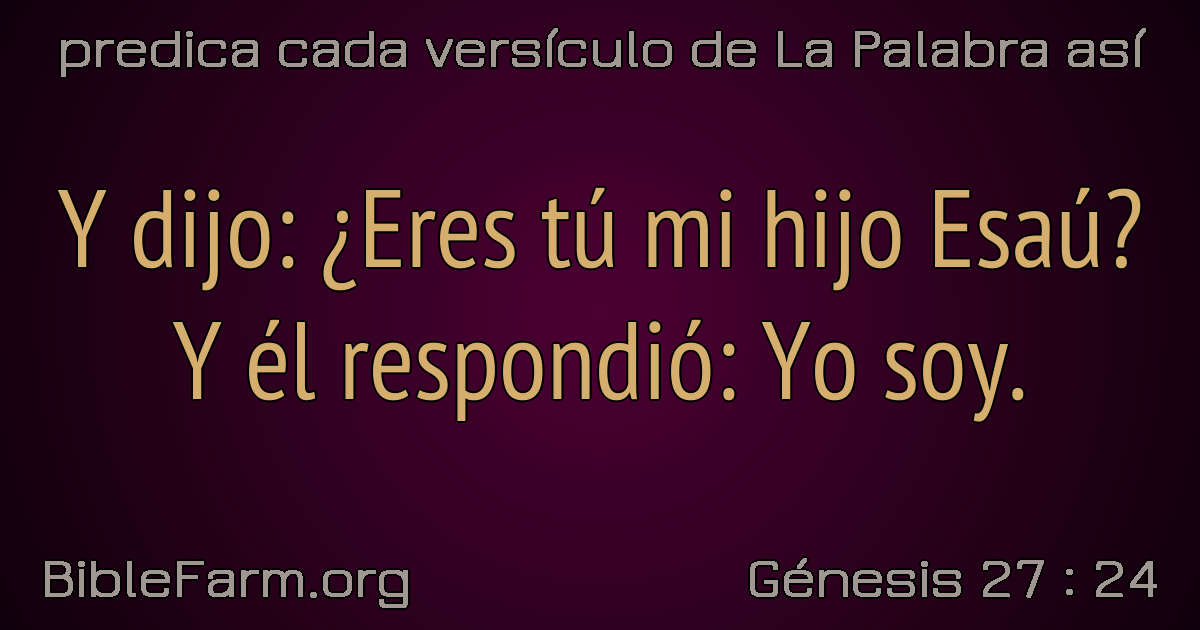 predica cada versículo de La Palabra así
Y dijo: ¿Eres tú mi hijo Esaú?
Y él respondió: Yo soy.
BibleFarm.org
Génesis 27 : 24